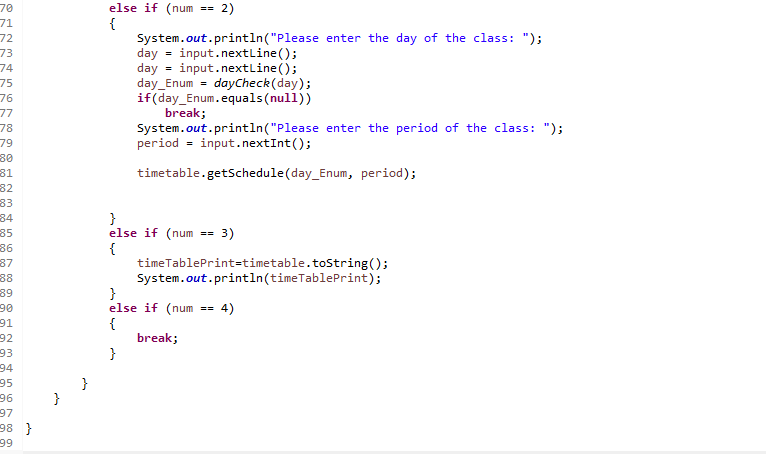 70 else if (num == 2)
71 {
72 System.out.println("Please enter the day of the class: ");
73 day = input.nextLine();
74 day = input.nextLine();
75 day_Enum = dayCheck(day);
76 if(day_Enum.equals(null))
77 break;
78 System.out.println("Please enter the period of the class: ");
79 period = input.nextInt();
80
81 timetable.getSchedule(day_Enum, period);
82
83
84 }
85 else if (num == 3)
86 {
87 timeTablePrint=timetable.toString();
88 System.out.println(timeTablePrint);
89 }
90 else if (num == 4)
91 {
92 break;
93 }
94
95 }
96 }
97
98 }
99